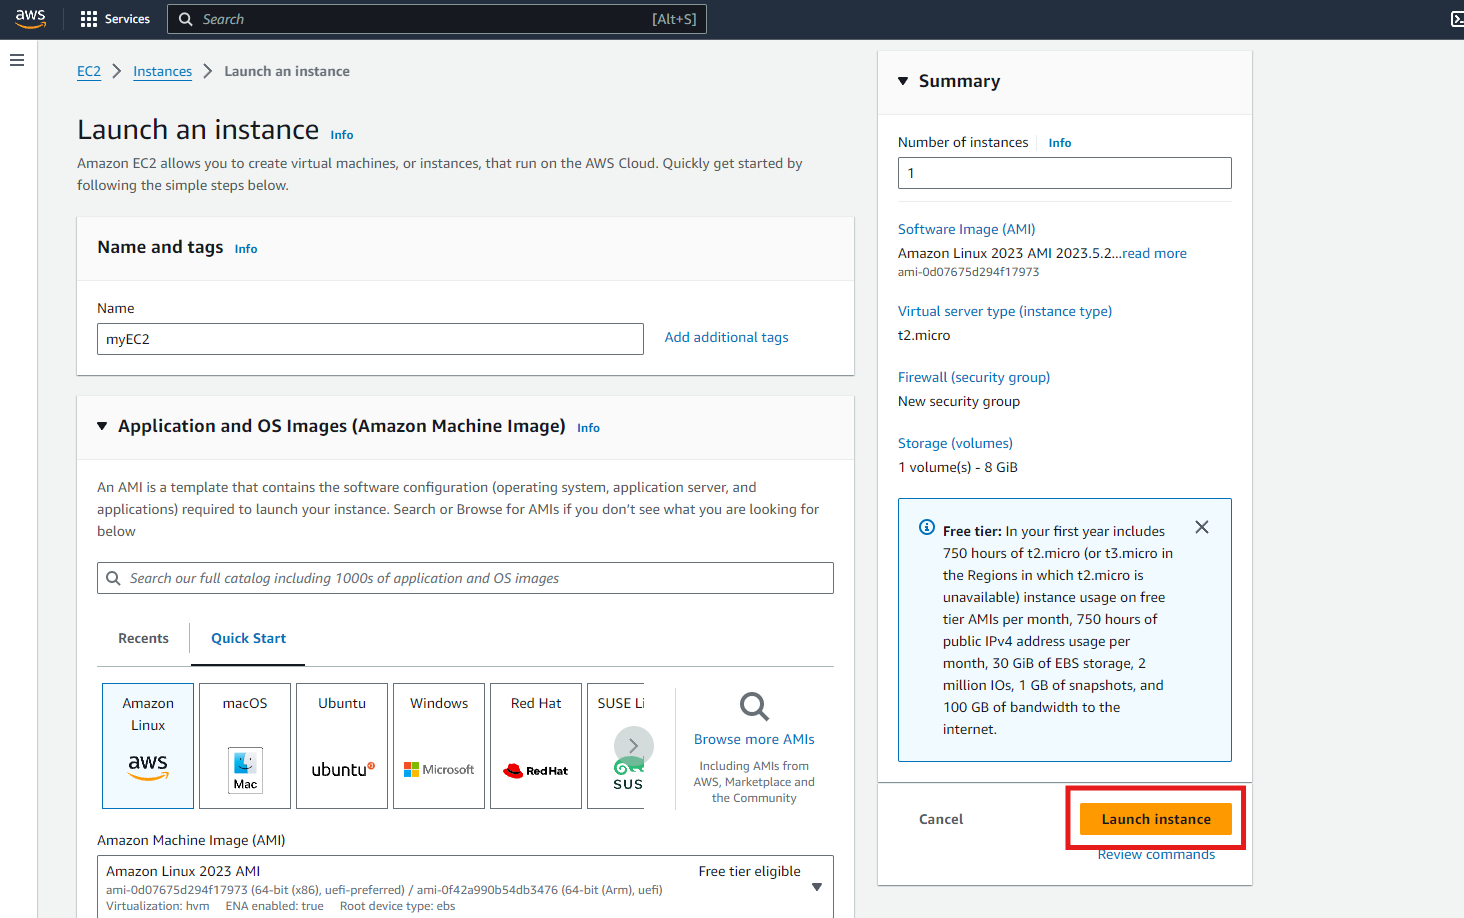 aws
Services
Search
[Alt+S]
EC2
Instances
Launch an instance
Launch an instance
Info
Amazon EC2 allows you to create virtual machines, or instances, that run on the AWS Cloud. Quickly get started by
following the simple steps below.
Name and tags
Info
Name
myEC2
Add additional tags
Application and OS Images (Amazon Machine Image)
Info
An AMI is a template that contains the software configuration (operating system, application server, and
applications) required to launch your instance. Search or Browse for AMIs if you don’t see what you are looking for
below
Search our full catalog including 1000s of application and OS images
Recents
Quick Start
Amazon
Linux
aws
macOS
Mac
Ubuntu
ubuntu
Windows
Microsoft
Red Hat
Red Hat
SUSE Li
SUS
Browse more AMIs
Including AMIs from
AWS, Marketplace and
the Community
Amazon Machine Image (AMI)
Amazon Linux 2023 AMI
Free tier eligible
ami-0d07675d294f17973 (64-bit (x86), uefi-preferred) / ami-0f42a990b54db3476 (64-bit (Arm), uefi)
Virtualization: hvm ENA enabled: true Root device type: ebs
Summary
Number of instances
Info
1
Software Image (AMI)
Amazon Linux 2023 AMI 2023.5.2...read more
ami-0d07675d294f17973
Virtual server type (instance type)
t2.micro
Firewall (security group)
New security group
Storage (volumes)
1 volume(s) - 8 GiB
Free tier: In your first year includes
750 hours of t2.micro (or t3.micro in
the Regions in which t2.micro is
unavailable) instance usage on free
tier AMIs per month, 750 hours of
public IPv4 address usage per
month, 30 GiB of EBS storage, 2
million IOs, 1 GB of snapshots, and
100 GB of bandwidth to the
internet.
Cancel
Launch instance
Review commands